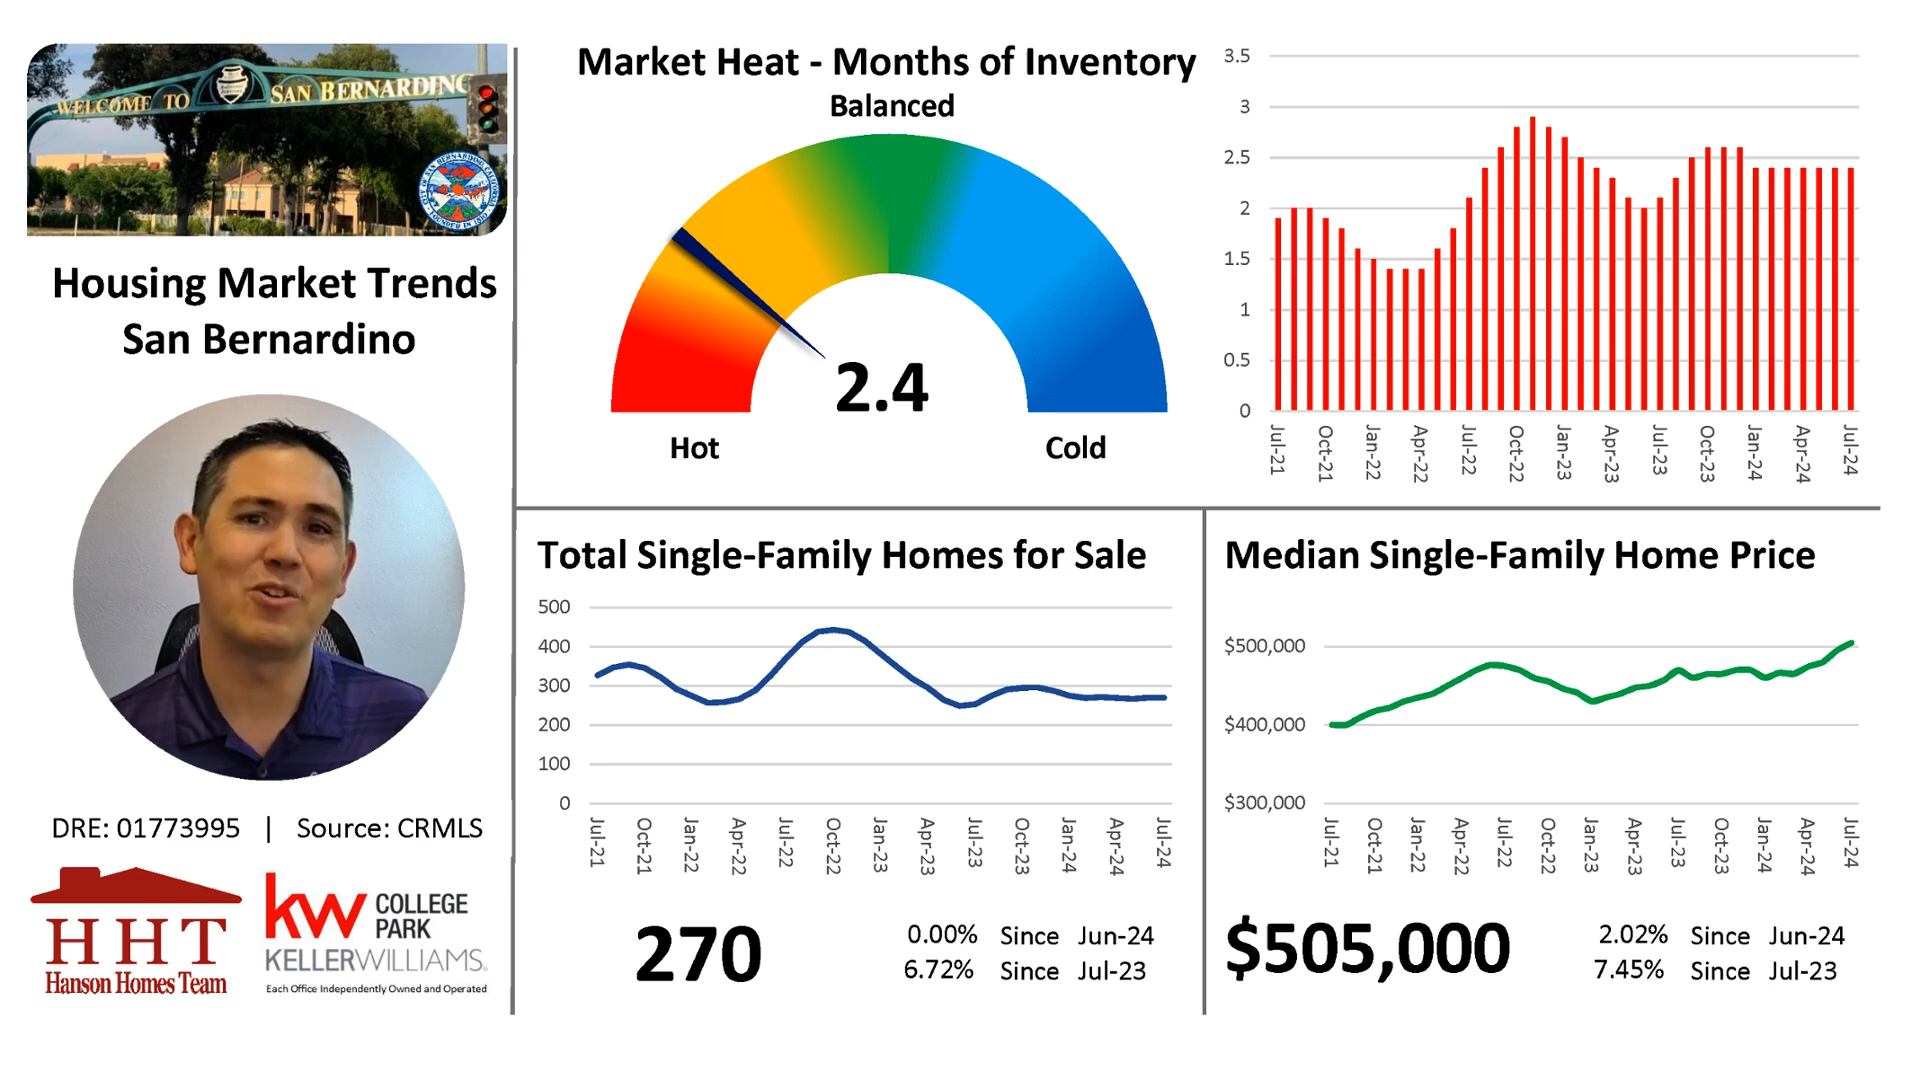 WELCOME TO SAN BERNARDINO
CITY OF SAN BERNARDINO, CALIFORNIA
FOUNDED IN 1810
Housing Market Trends
San Bernardino
DRE: 01773995 | Source: CRMLS
HHT
Hanson Homes Team
kw COLLEGE
PARK
KELLERWILLIAMS.
Each Office Independently Owned and Operated
Market Heat - Months of Inventory
Balanced
2.4
Hot
Cold
3.5
3
2.5
2
1.5
1
0.5
0
Jul-21
Oct-21
Jan-22
Apr-22
Jul-22
Oct-22
Jan-23
Apr-23
Jul-23
Oct-23
Jan-24
Apr-24
Jul-24
Total Single-Family Homes for Sale
500
400
300
200
100
0
Jul-21
Oct-21
Jan-22
Apr-22
Jul-22
Oct-22
Jan-23
Apr-23
Jul-23
Oct-23
Jan-24
Apr-24
Jul-24
270
0.00% Since Jun-24
6.72% Since Jul-23
Median Single-Family Home Price
$500,000
$400,000
$300,000
Jul-21
Oct-21
Jan-22
Apr-22
Jul-22
Oct-22
Jan-23
Apr-23
Jul-23
Oct-23
Jan-24
Apr-24
Jul-24
$505,000
2.02% Since Jun-24
7.45% Since Jul-23